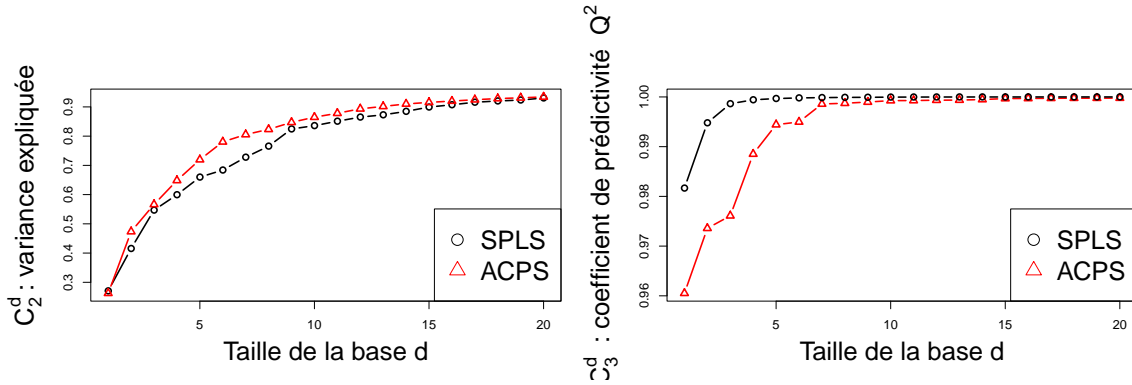 C₂ᵈ : variance expliquée
0.3 0.4 0.5 0.6 0.7 0.8 0.9
5 10 15 20
Taille de la base d
SPLS
ACPS
C₃ᵈ : coefficient de prédictivité Q²
0.96 0.97 0.98 0.99 1.00
5 10 15 20
Taille de la base d
SPLS
ACPS